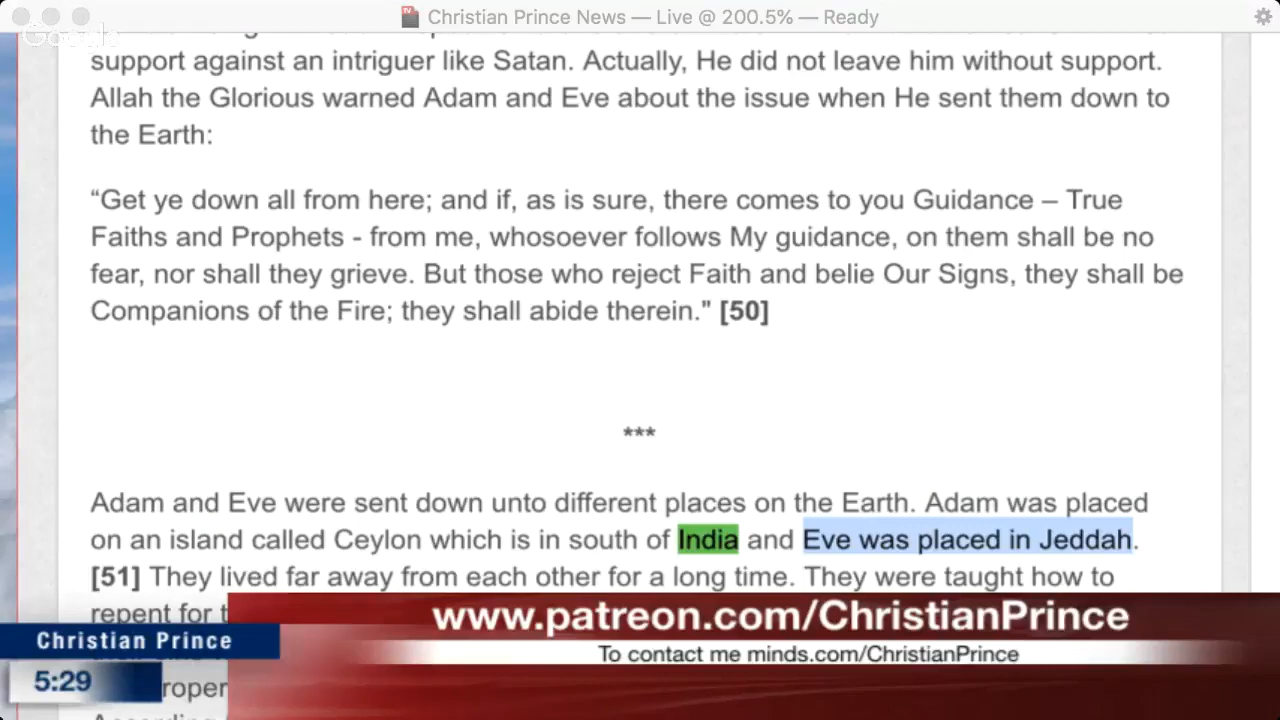 Christian Prince News — Live @ 200.5% — Ready
Google
support against an intriguer like Satan. Actually, He did not leave him without support.
Allah the Glorious warned Adam and Eve about the issue when He sent them down to
the Earth:
“Get ye down all from here; and if, as is sure, there comes to you Guidance – True
Faiths and Prophets - from me, whosoever follows My guidance, on them shall be no
fear, nor shall they grieve. But those who reject Faith and belie Our Signs, they shall be
Companions of the Fire; they shall abide therein." [50]
***
Adam and Eve were sent down unto different places on the Earth. Adam was placed
on an island called Ceylon which is in south of India and Eve was placed in Jeddah.
[51] They lived far away from each other for a long time. They were taught how to
repent for
www.patreon.com/ChristianPrince
Christian Prince
To contact me minds.com/ChristianPrince
5:29